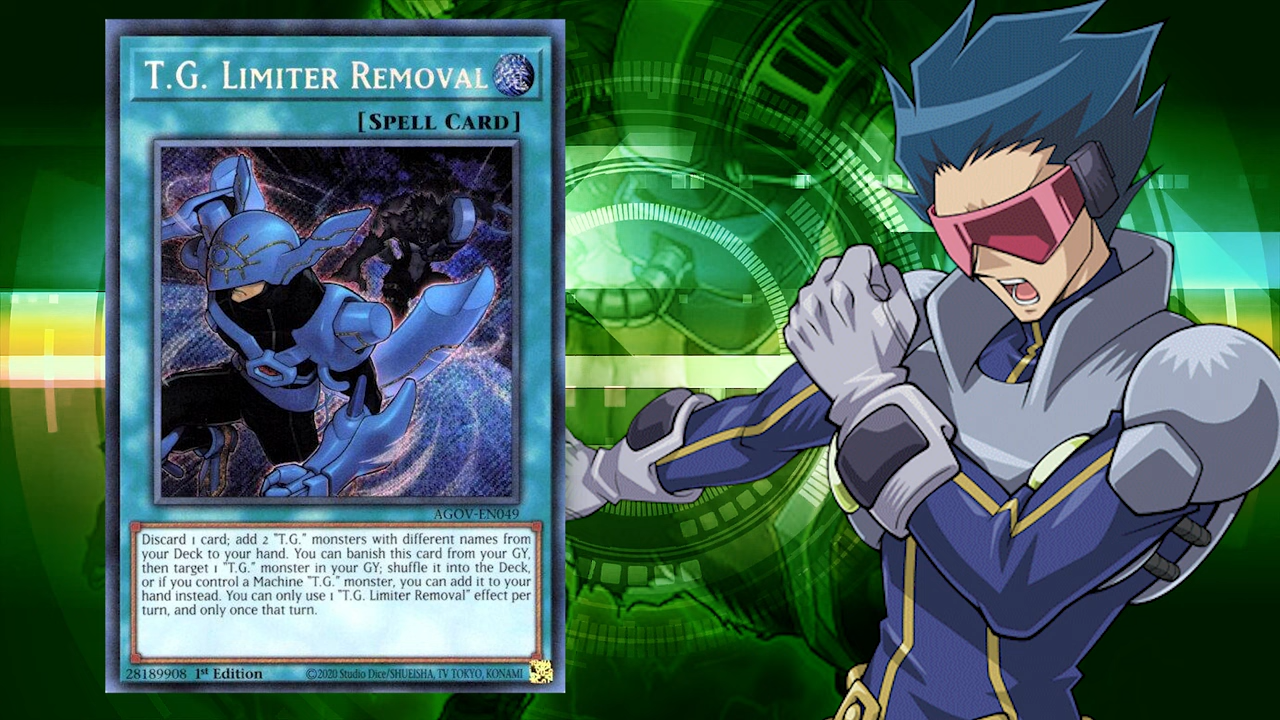 T.G. LIMITER REMOVAL
[SPELL CARD]
AGOV-EN049
Discard 1 card; add 2 "T.G." monsters with different names from
your Deck to your hand. You can banish this card from your GY,
then target 1 "T.G." monster in your GY; shuffle it into the Deck,
or if you control a Machine "T.G." monster, you can add it to your
hand instead. You can only use 1 "T.G. Limiter Removal" effect per
turn, and only once that turn.
28189908 1st Edition ©2020 Studio Dice/SHUEISHA, TV TOKYO, KONAMI